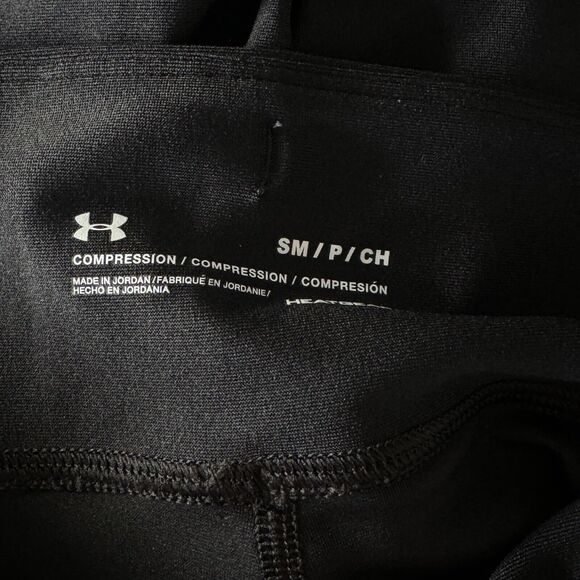 SM / P / CH
COMPRESSION / COMPRESSION / COMPRESIÓN
MADE IN JORDAN/FABRIQUÉ EN JORDANIE/
HECHO EN JORDANIA